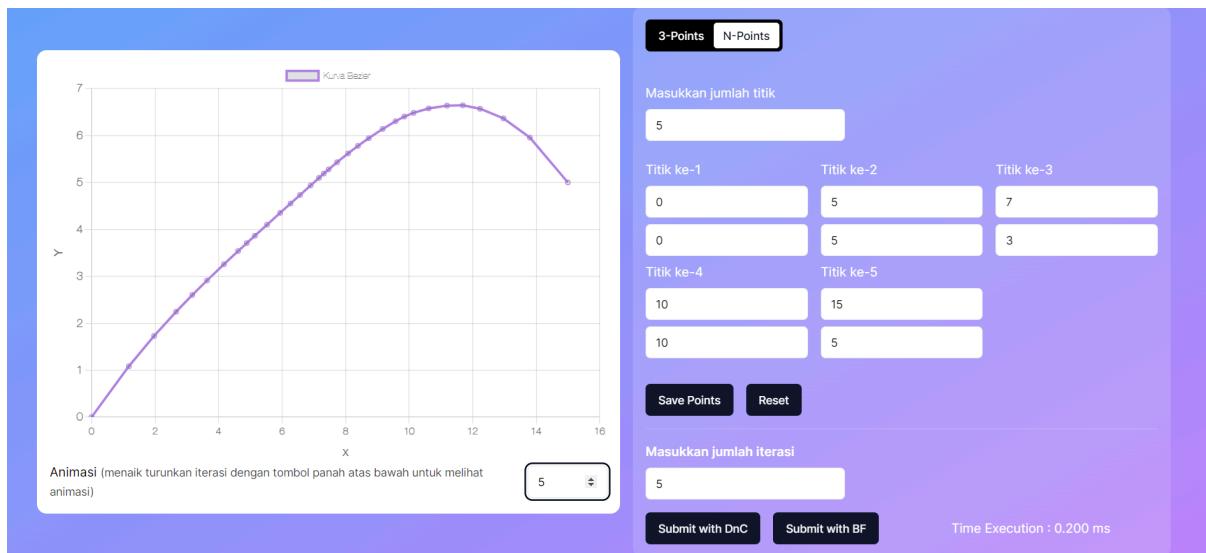 3-Points N-Points
Kurva Bezier
7
6
5
4
3
2
1
0
Y
0 2 4 6 8 10 12 14 16
X
Animasi (menaik turunkan iterasi dengan tombol panah atas bawah untuk melihat
animasi)
5
Masukkan jumlah titik
5
Titik ke-1 Titik ke-2 Titik ke-3
0 5 7
0 5 3
Titik ke-4 Titik ke-5
10 15
10 5
Save Points Reset
Masukkan jumlah iterasi
5
Submit with DnC Submit with BF Time Execution : 0.200 ms